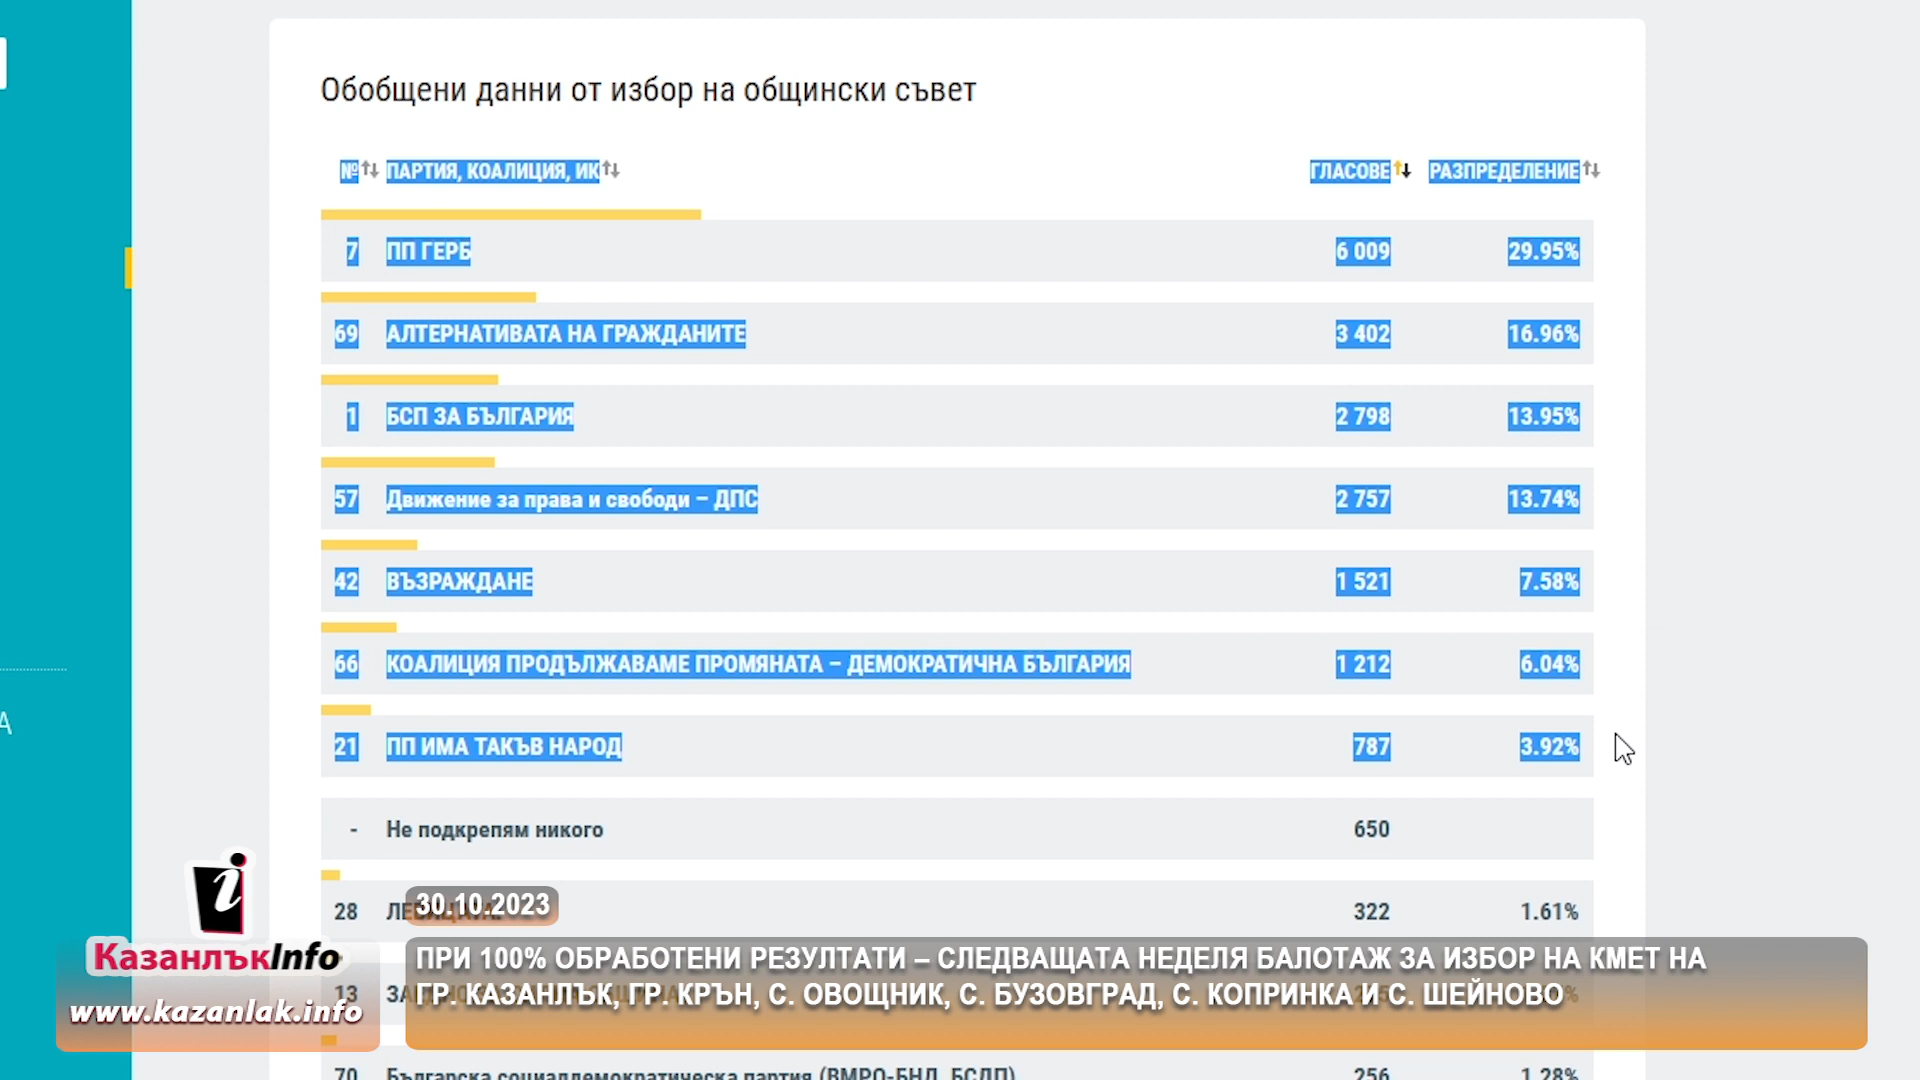 Обобщени данни от избор на общински съвет
№ ПАРТИЯ, КОАЛИЦИЯ, ИК ГЛАСОВЕ РАЗПРЕДЕЛЕНИЕ
7 ПП ГЕРБ 6 009 29.95%
69 АЛТЕРНАТИВАТА НА ГРАЖДАНИТЕ 3 402 16.96%
1 БСП ЗА БЪЛГАРИЯ 2 798 13.95%
57 Движение за права и свободи – ДПС 2 757 13.74%
42 ВЪЗРАЖДАНЕ 1 521 7.58%
66 КОАЛИЦИЯ ПРОДЪЛЖАВАМЕ ПРОМЯНАТА – ДЕМОКРАТИЧНА БЪЛГАРИЯ 1 212 6.04%
А
21 ПП ИМА ТАКЪВ НАРОД 787 3.92%
- Не подкрепям никого 650
28 322 1.61%
30.10.2023
КазанлъкInfo
www.kazanlak.info
ПРИ 100% ОБРАБОТЕНИ РЕЗУЛТАТИ – СЛЕДВАЩАТА НЕДЕЛЯ БАЛОТАЖ ЗА ИЗБОР НА КМЕТ НА
ГР. КАЗАНЛЪК, ГР. КРЪН, С. ОВОЩНИК, С. БУЗОВГРАД, С. КОПРИНКА И С. ШЕЙНОВО
13
70 Българска социалдемократическа партия (ВМРО-БНД, БСДП) 256 1.28%